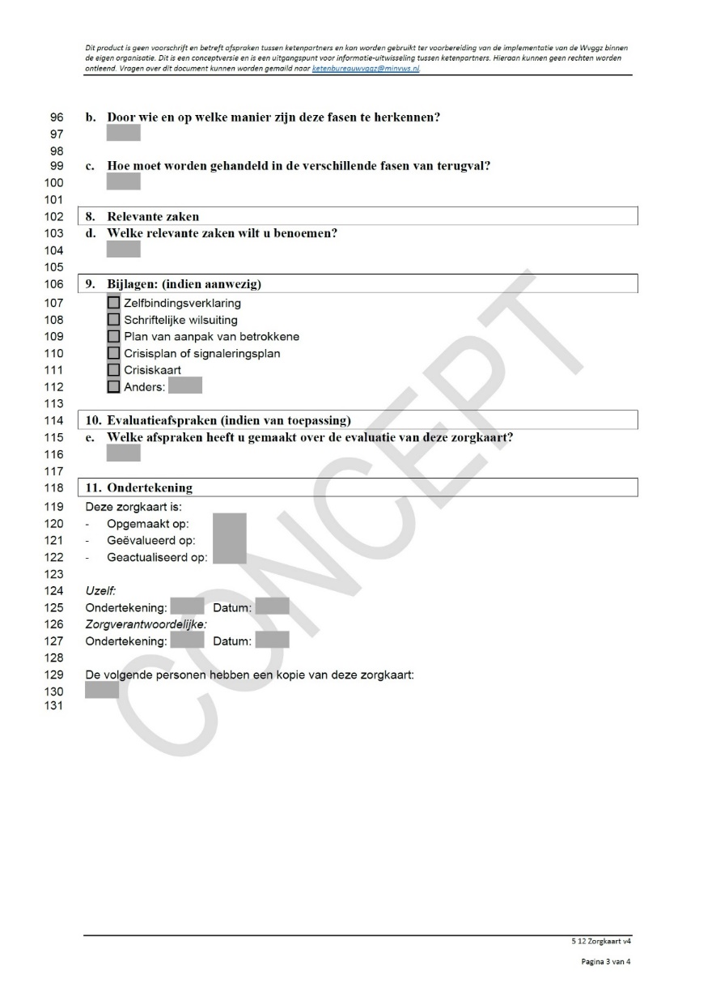 Dit product is geen voorschrift en betreft afspraken tussen ketenpartners en kan worden gebruikt ter voorbereiding van de implementatie van de Wvggz binnen
de eigen organisatie. Dit is een conceptversie en is een uitgangspunt voor informatie-uitwisseling tussen ketenpartners. Hieraan kunnen geen rechten worden
ontleend. Vragen over dit document kunnen worden gemaild naar ketenbureauwvggz@minvws.nl.
96 b. Door wie en op welke manier zijn deze fasen te herkennen?
97
98
99 c. Hoe moet worden gehandeld in de verschillende fasen van terugval?
100
101
102 8. Relevante zaken
103 d. Welke relevante zaken wilt u benoemen?
104
105
106 9. Bijlagen: (indien aanwezig)
107 Zelfbindingsverklaring
108 Schriftelijke wilsuiting
109 Plan van aanpak van betrokkene
110 Crisisplan of signaleringsplan
111 Crisiskaart
112 Anders:
113
114 10. Evaluatieafspraken (indien van toepassing)
115 e. Welke afspraken heeft u gemaakt over de evaluatie van deze zorgkaart?
116
117
118 11. Ondertekening
119 Deze zorgkaart is:
120 - Opgemaakt op:
121 - Geëvalueerd op:
122 - Geactualiseerd op:
123
124 Uzelf:
125 Ondertekening: Datum:
126 Zorgverantwoordelijke:
127 Ondertekening: Datum:
128
129 De volgende personen hebben een kopie van deze zorgkaart:
130
131
CONCEPT
5 12 Zorgkaart v4
Pagina 3 van 4